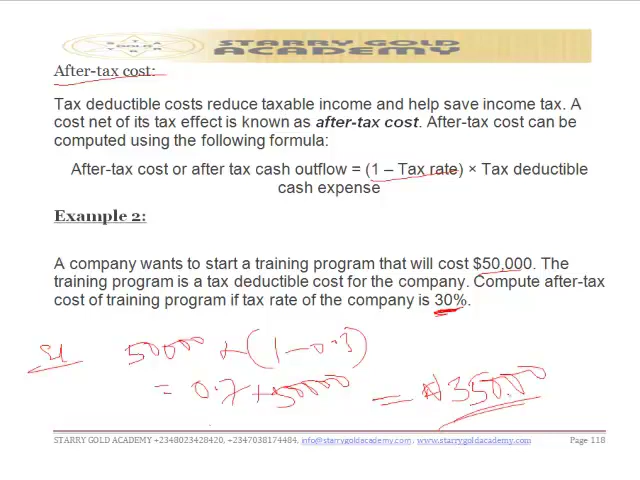 STARRY GOLD
ACADEMY
After-tax cost:
Tax deductible costs reduce taxable income and help save income tax. A
cost net of its tax effect is known as after-tax cost. After-tax cost can be
computed using the following formula:
After-tax cost or after tax cash outflow = (1 – Tax rate) × Tax deductible
cash expense
Example 2:
A company wants to start a training program that will cost $50,000. The
training program is a tax deductible cost for the company. Compute after-tax
cost of training program if tax rate of the company is 30%.
50000 × (1 - 0.3)
= 0.7 × 50000 = ₦35000
STARRY GOLD ACADEMY +2348023428420, +2347038174484, info@starrygoldacademy.com, www.starrygoldacademy.com Page 118